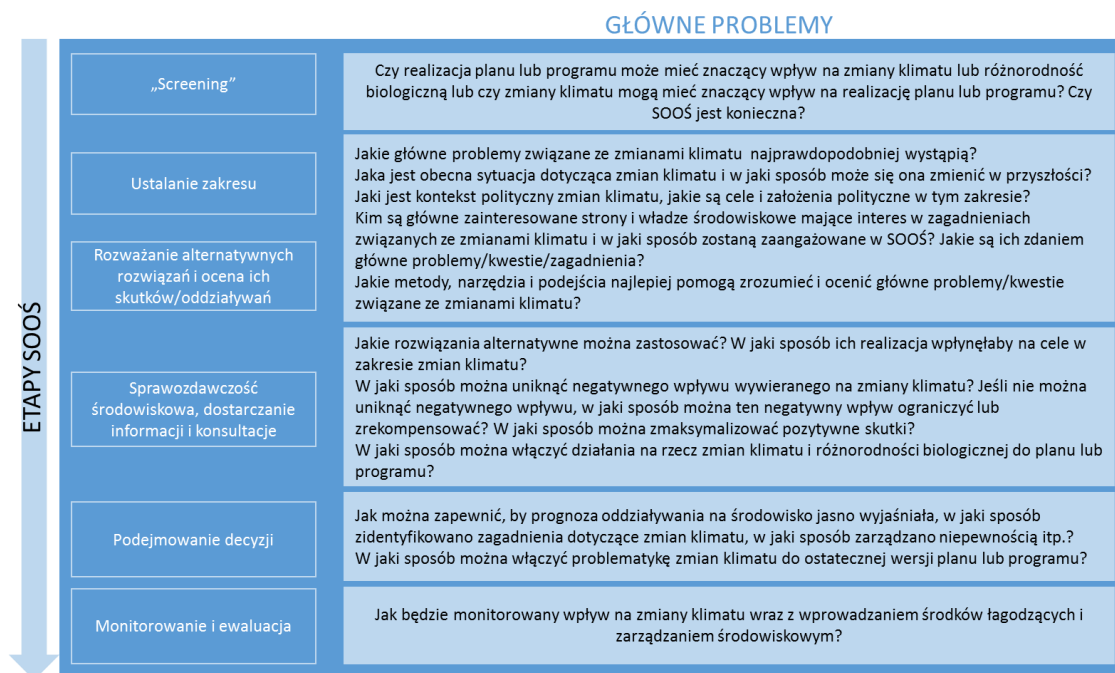 GŁÓWNE PROBLEMY
ETAPY SOOŚ
„Screening”
Czy realizacja planu lub programu może mieć znaczący wpływ na zmiany klimatu lub różnorodność
biologiczną lub czy zmiany klimatu mogą mieć znaczący wpływ na realizację planu lub programu? Czy
SOOŚ jest konieczna?
Ustalanie zakresu
Rozważanie alternatywnych
rozwiązań i ocena ich
skutków/oddziaływań
Jakie główne problemy związane ze zmianami klimatu najprawdopodobniej wystąpią?
Jaka jest obecna sytuacja dotycząca zmian klimatu i w jaki sposób może się ona zmienić w przyszłości?
Jaki jest kontekst polityczny zmian klimatu, jakie są cele i założenia polityczne w tym zakresie?
Kim są główne zainteresowane strony i władze środowiskowe mające interes w zagadnieniach
związanych ze zmianami klimatu i w jaki sposób zostaną zaangażowane w SOOŚ? Jakie są ich zdaniem
główne problemy/kwestie/zagadnienia?
Jakie metody, narzędzia i podejścia najlepiej pomogą zrozumieć i ocenić główne problemy/kwestie
związane ze zmianami klimatu?
Sprawozdawczość
środowiskowa, dostarczanie
informacji i konsultacje
Jakie rozwiązania alternatywne można zastosować? W jaki sposób ich realizacja wpłynęłaby na cele w
zakresie zmian klimatu?
W jaki sposób można uniknąć negatywnego wpływu wywieranego na zmiany klimatu? Jeśli nie można
uniknąć negatywnego wpływu, w jaki sposób można ten negatywny wpływ ograniczyć lub
zrekompensować? W jaki sposób można zmaksymalizować pozytywne skutki?
W jaki sposób można włączyć działania na rzecz zmian klimatu i różnorodności biologicznej do planu lub
programu?
Podejmowanie decyzji
Jak można zapewnić, by prognoza oddziaływania na środowisko jasno wyjaśniała, w jaki sposób
zidentyfikowano zagadnienia dotyczące zmian klimatu, w jaki sposób zarządzano niepewnością itp.?
W jaki sposób można włączyć problematykę zmian klimatu do ostatecznej wersji planu lub programu?
Monitorowanie i ewaluacja
Jak będzie monitorowany wpływ na zmiany klimatu wraz z wprowadzaniem środków łagodzących i
zarządzaniem środowiskowym?